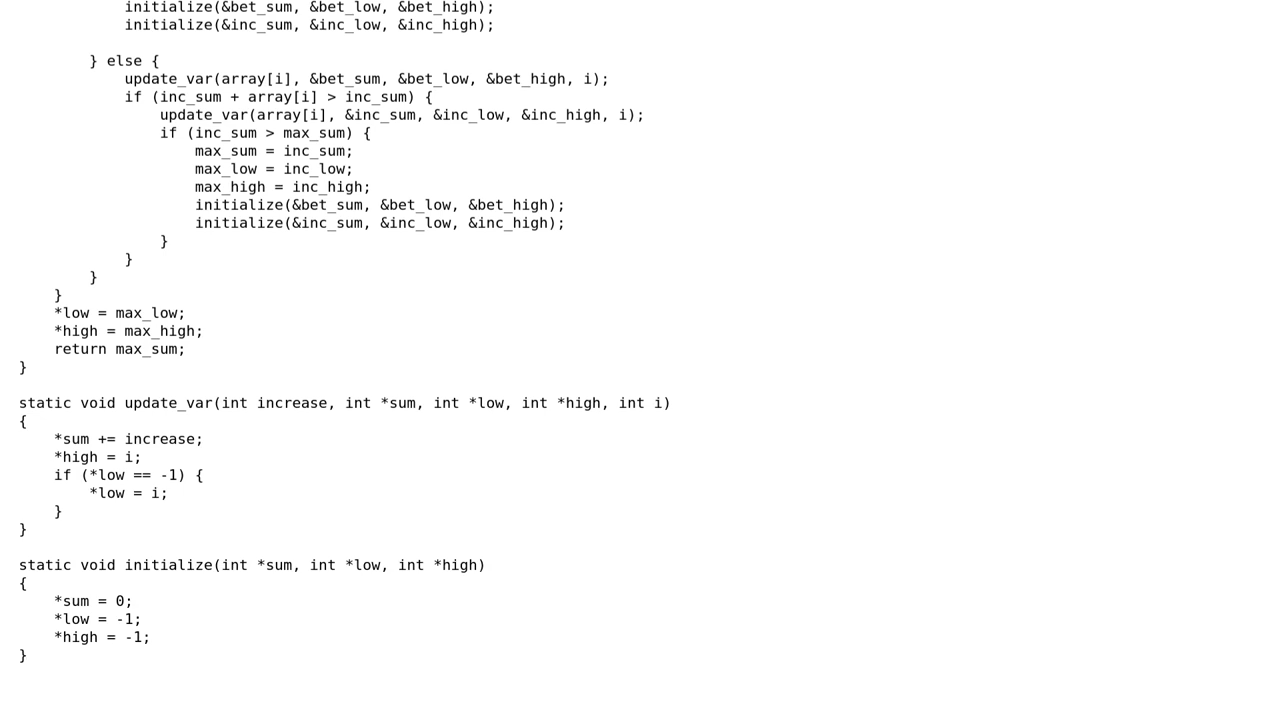 initialize(&bet_sum, &bet_low, &bet_high);
            initialize(&inc_sum, &inc_low, &inc_high);

        } else {
            update_var(array[i], &bet_sum, &bet_low, &bet_high, i);
            if (inc_sum + array[i] > inc_sum) {
                update_var(array[i], &inc_sum, &inc_low, &inc_high, i);
                if (inc_sum > max_sum) {
                    max_sum = inc_sum;
                    max_low = inc_low;
                    max_high = inc_high;
                    initialize(&bet_sum, &bet_low, &bet_high);
                    initialize(&inc_sum, &inc_low, &inc_high);
                }
            }
        }
    }
    *low = max_low;
    *high = max_high;
    return max_sum;
}

static void update_var(int increase, int *sum, int *low, int *high, int i)
{
    *sum += increase;
    *high = i;
    if (*low == -1) {
        *low = i;
    }
}

static void initialize(int *sum, int *low, int *high)
{
    *sum = 0;
    *low = -1;
    *high = -1;
}